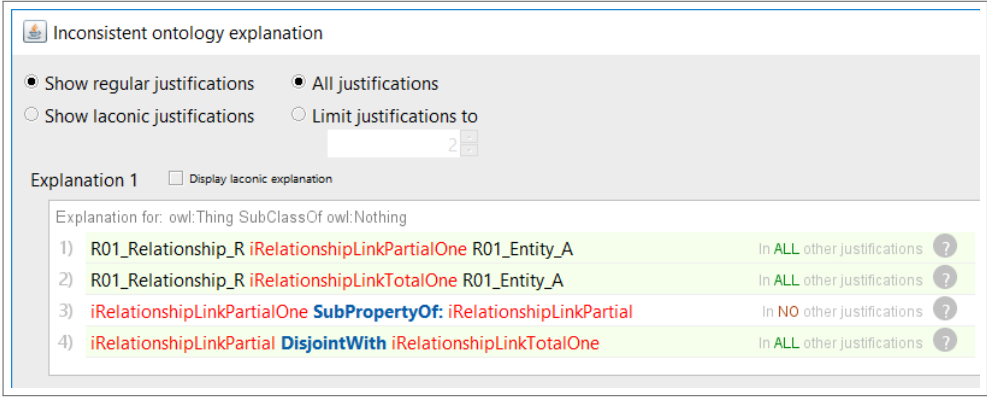 Inconsistent ontology explanation
Show regular justifications All justifications
Show laconic justifications Limit justifications to
2
Explanation 1 Display laconic explanation
Explanation for: owl:Thing SubClassOf owl:Nothing
1) R01_Relationship_R iRelationshipLinkPartialOne R01_Entity_A In ALL other justifications ?
2) R01_Relationship_R iRelationshipLinkTotalOne R01_Entity_A In ALL other justifications ?
3) iRelationshipLinkPartialOne SubPropertyOf: iRelationshipLinkPartial In NO other justifications ?
4) iRelationshipLinkPartial DisjointWith iRelationshipLinkTotalOne In ALL other justifications ?